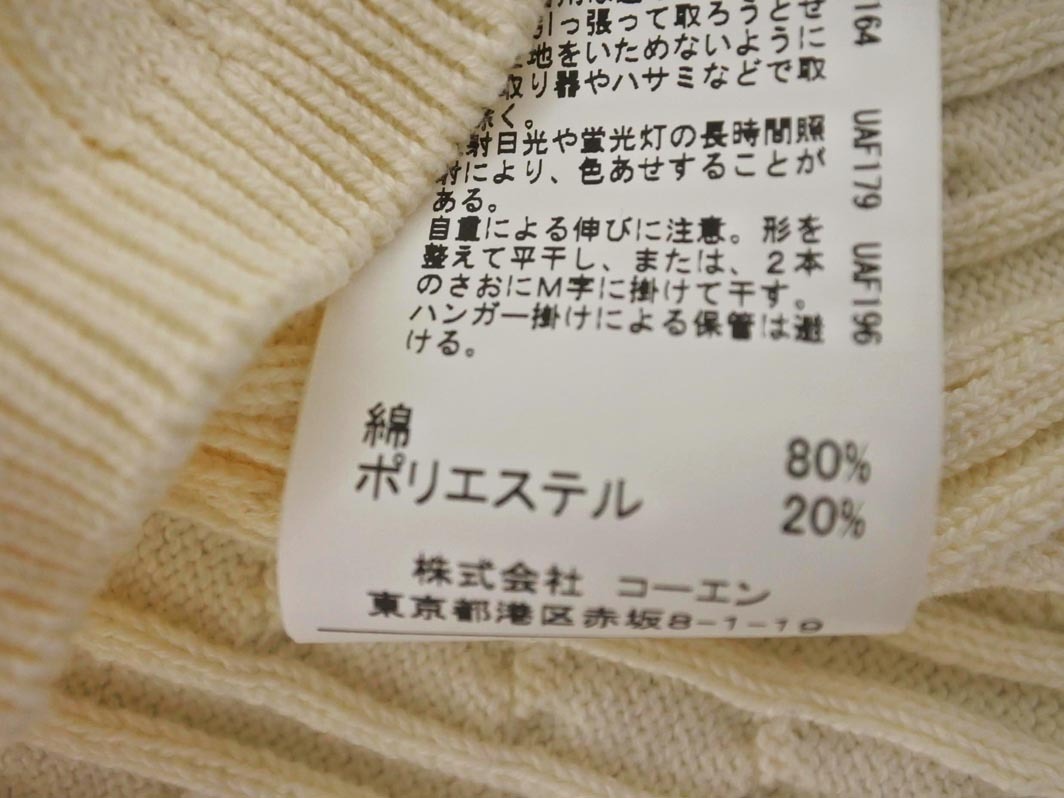 引っ張って取ろうとせ
地をいためないように
取り器やハサミなどで取
除く。
射日光や蛍光灯の長時間照
射により、色あせすることが
ある。
自重による伸びに注意。形を
整えて平干し、または、2本
のさおにM字に掛けて干す。
ハンガー掛けによる保管は避
ける。
綿 80%
ポリエステル 20%
株式会社 コーエン
東京都港区赤坂8-1-19
164 UAF179 UAF196